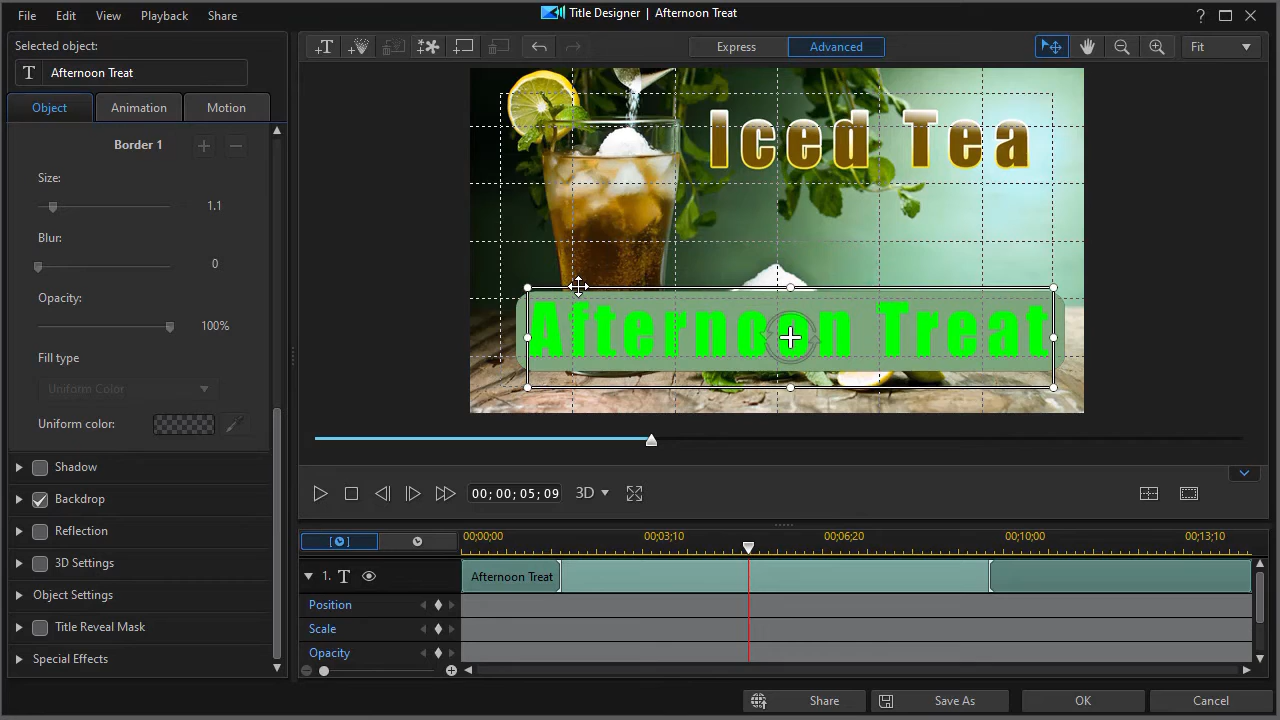 File Edit View Playback Share
Title Designer | Afternoon Treat
?
Selected object:
T Afternoon Treat
Object Animation Motion
Border 1
Size:
1.1
Blur:
0
Opacity:
100%
Fill type
Uniform Color
Uniform color:
Shadow
Backdrop
Reflection
3D Settings
Object Settings
Title Reveal Mask
Special Effects
Express Advanced
Fit
Iced Tea
Afternoon Treat
00; 00; 05; 09
3D
00;00;00 00;03;10 00;06;20 00;10;00 00;13;10
1. T Afternoon Treat
Position
Scale
Opacity
Share Save As OK Cancel